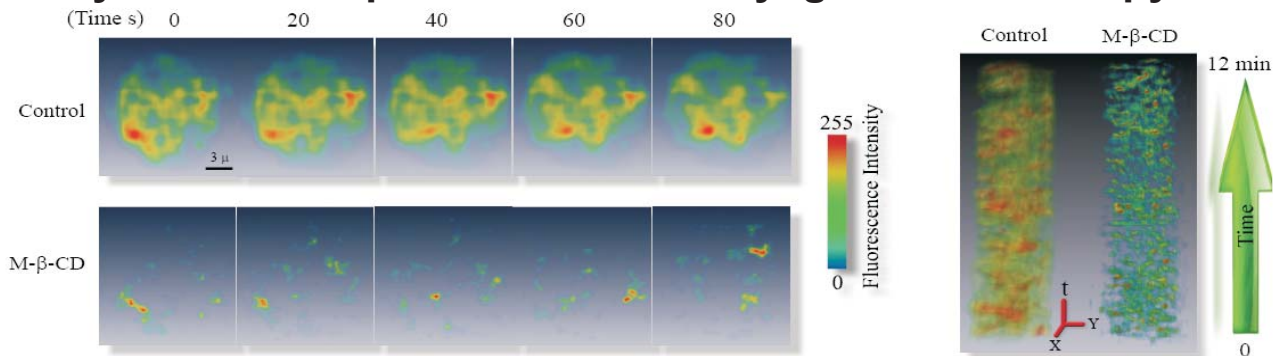 (Time s) 0 20 40 60 80
Control
3 μ
M-β-CD
255
Fluorescence Intensity
0
Control M-β-CD
12 min
Time
t
Y
X
0